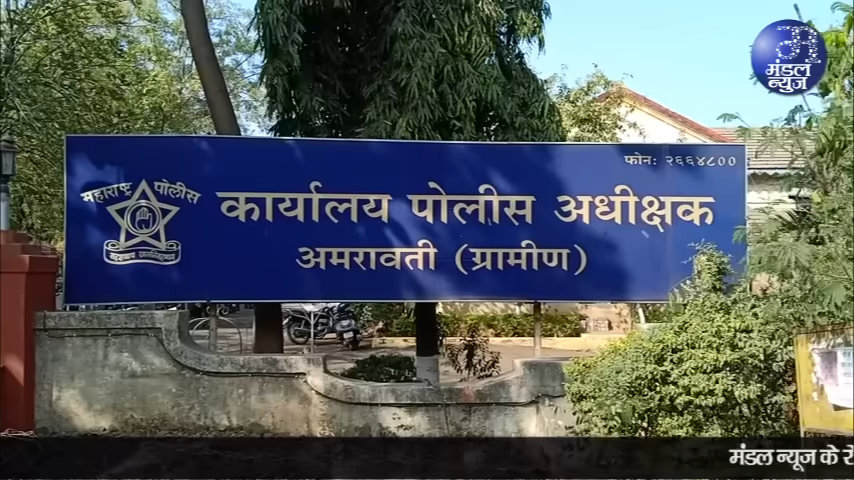 मंडल
न्यूज
फोन: २६६४८००
महाराष्ट्र पोलीस
कार्यालय पोलीस अधीक्षक
अमरावती (ग्रामीण)
मंडल न्यूज के